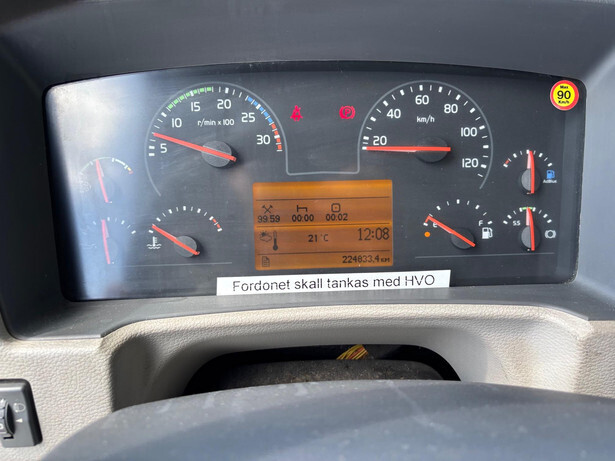 5 10 15 20 25 30
r/min x 100
20 40 60 80 100 120
km/h
Max
90
Km/h
99:59 00:00 00:02
21°C 12:08
224833.4 km
E F
AdBlue
Fordonet skall tankas med HVO